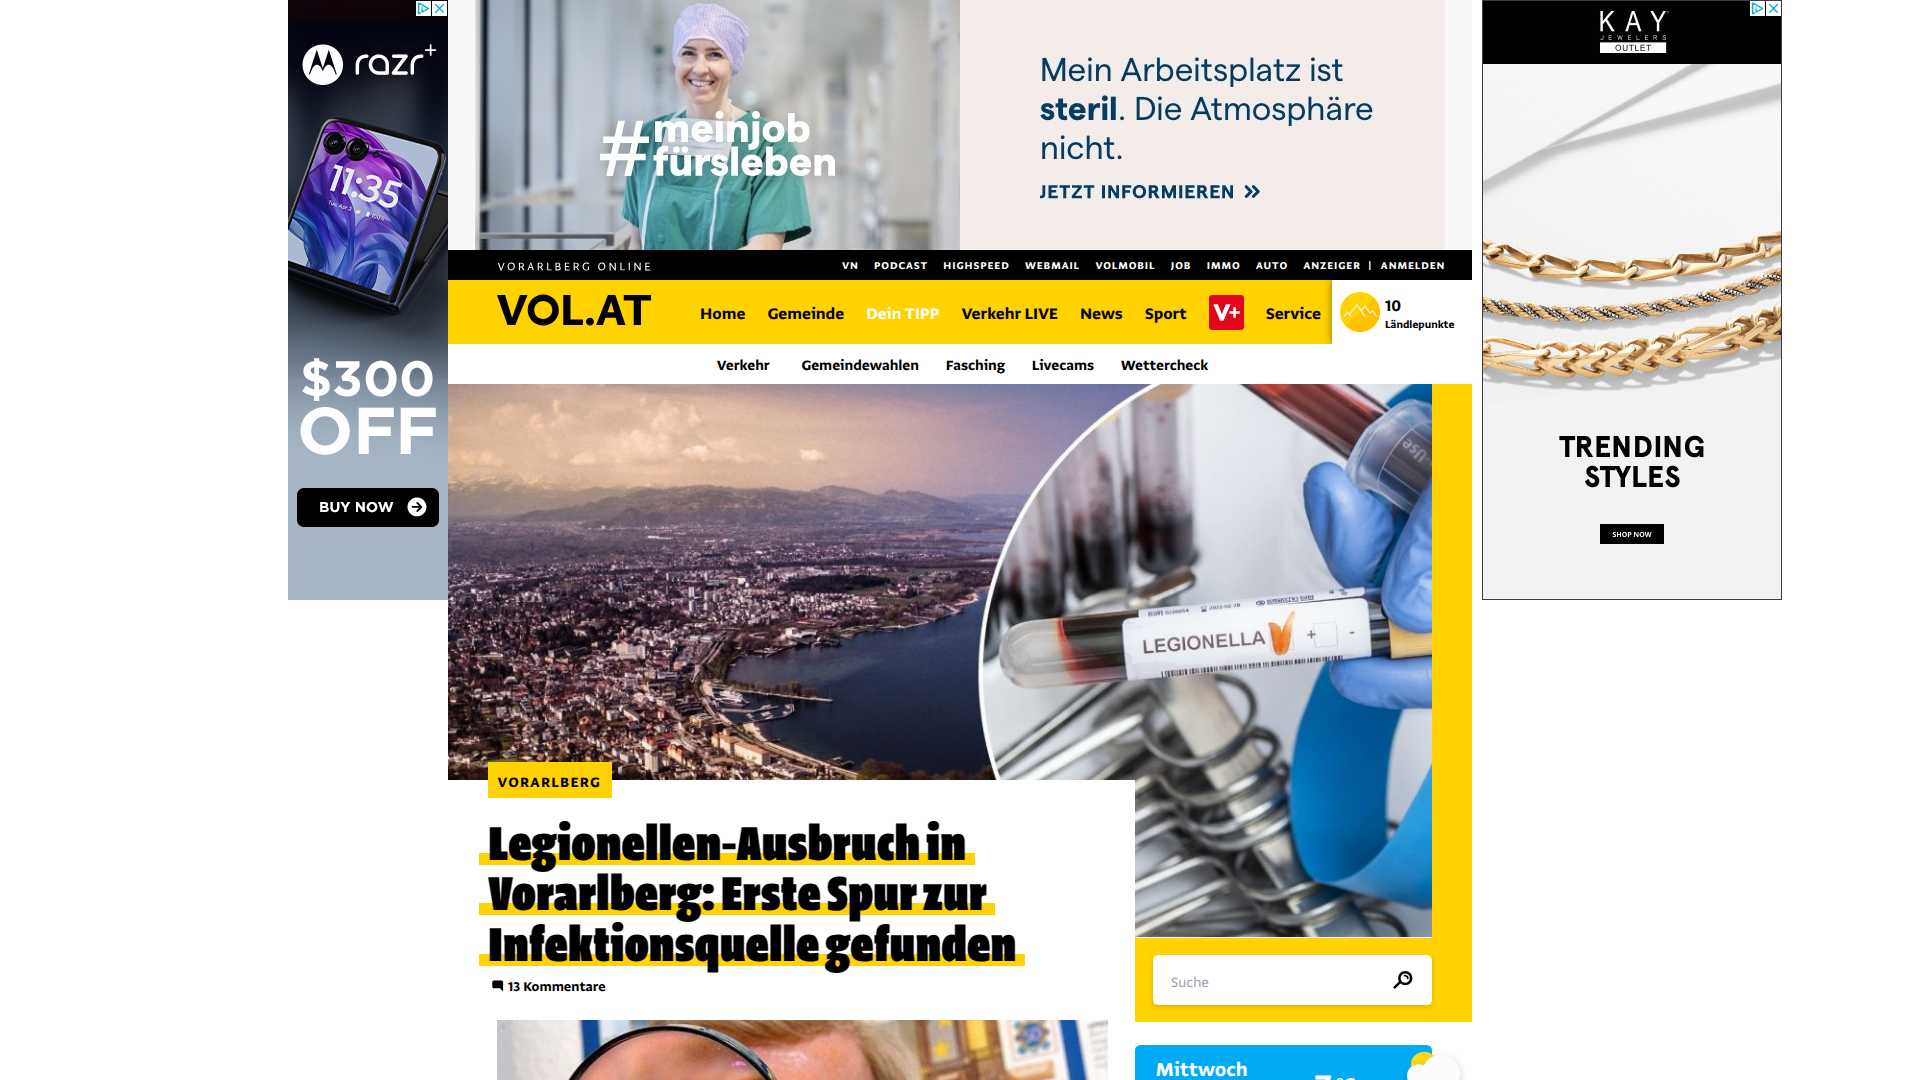 razr+
11:35
$300
OFF
BUY NOW
#meinjob
fürsleben
Mein Arbeitsplatz ist
steril. Die Atmosphäre
nicht.
JETZT INFORMIEREN
KAY
JEWELERS
OUTLET
TRENDING
STYLES
SHOP NOW
VORARLBERG ONLINE
VN PODCAST HIGHSPEED WEBMAIL VOLMOBIL JOB IMMO AUTO ANZEIGER | ANMELDEN
VOL.AT
Home Gemeinde Dein TIPP Verkehr LIVE News Sport V+ Service
10
Ländlepunkte
Verkehr Gemeindewahlen Fasching Livecams Wettercheck
LEGIONELLA + -
VORARLBERG
Legionellen-Ausbruch in
Vorarlberg: Erste Spur zur
Infektionsquelle gefunden
13 Kommentare
Suche
Mittwoch